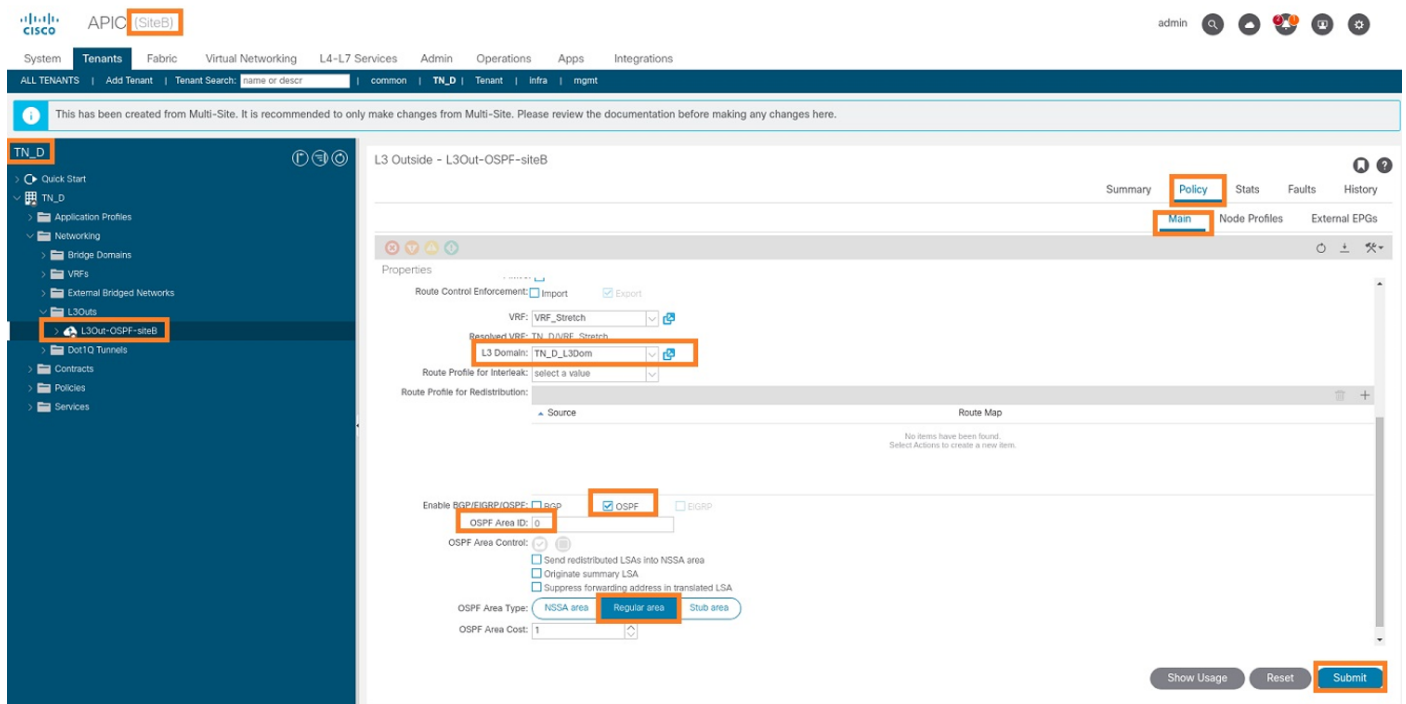 CISCO
APIC (SiteB)
admin
System Tenants Fabric Virtual Networking L4-L7 Services Admin Operations Apps Integrations
ALL TENANTS | Add Tenant | Tenant Search: name or descr | common | TN_D | Tenant | infra | mgmt
This has been created from Multi-Site. It is recommended to only make changes from Multi-Site. Please review the documentation before making any changes here.
TN_D
Quick Start
TN_D
Application Profiles
Networking
Bridge Domains
VRFs
External Bridged Networks
L3Outs
L3Out-OSPF-siteB
Dot1Q Tunnels
Contracts
Policies
Services
L3 Outside - L3Out-OSPF-siteB
Summary Policy Stats Faults History
Main Node Profiles External EPGs
Properties
Route Control Enforcement: Import Export
VRF: VRF_Stretch
Resolved VRF: TN_D/VRF_Stretch
L3 Domain: TN_D_L3Dom
Route Profile for Interleak: select a value
Route Profile for Redistribution:
Source Route Map
No items have been found.
Select Actions to create a new item.
Enable BGP/EIGRP/OSPF: BGP OSPF EIGRP
OSPF Area ID: 0
OSPF Area Control:
Send redistributed LSAs into NSSA area
Originate summary LSA
Suppress forwarding address in translated LSA
OSPF Area Type: NSSA area Regular area Stub area
OSPF Area Cost: 1
Show Usage Reset Submit